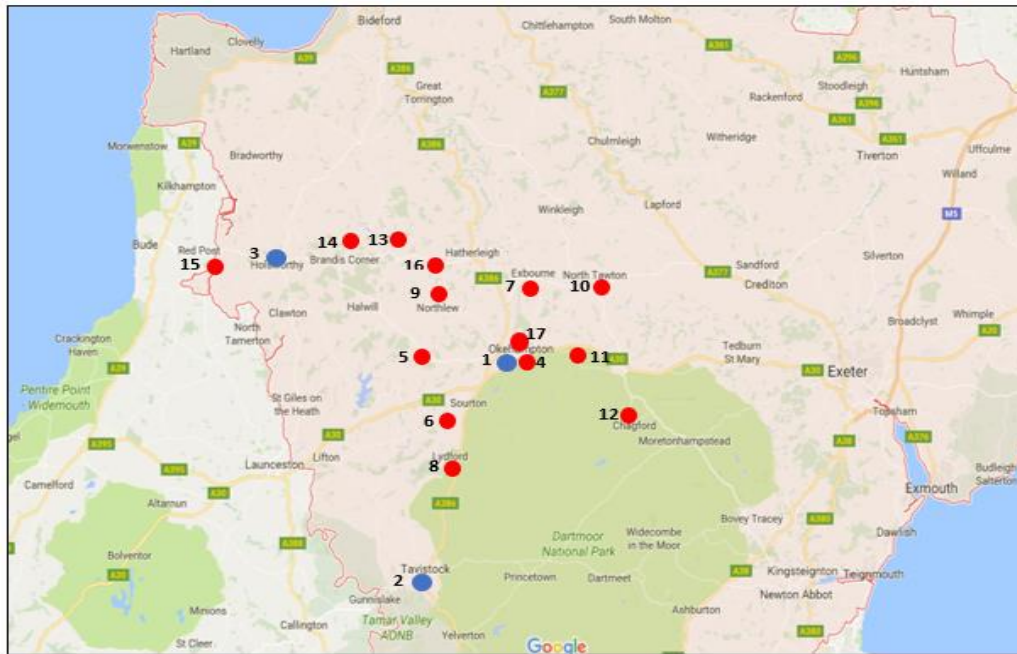 Bideford
South Molton
Chittlehampton
Hartland
Clovelly
A39
A361
A396
Huntsham
Stoodleigh
A386
Great
Torrington
A377
Rackenford
A396
A361
A361
Morwenstow
A39
A386
Chulmleigh
Witheridge
Tiverton
Uffculme
Bradworthy
Willand
Kilkhampton
Lapford
Winkleigh
M5
Bude
Red Post
3
14
13
Hatherleigh
15
Holsworthy
Brandis Corner
16
A386
Exbourne
North Tawton
A377
Sandford
Silverton
7
10
Crediton
9
Halwill
Northlew
Clawton
Broadclyst
Whimple
Crackington
Haven
North
Tamerton
17
A30
Okehampton
Tedburn
St Mary
A39
5
1
4
11
A30
A30
Exeter
Pentire Point
Widemouth
St Giles on
the Heath
A30
Sourton
12
Chagford
Topsham
6
Moretonhampstead
A30
A38
A376
A395
Lifton
Lydford
Launceston
8
Budleigh
Salterton
A395
Camelford
A30
Exmouth
Altarnun
A386
Bovey Tracey
A380
Dawlish
Widecombe
in the Moor
Dartmoor
National Park
A388
Bolventor
Tavistock
A38
Kingsteignton
Teignmouth
A30
2
Princetown
Dartmeet
Newton Abbot
Gunnislake
Minions
Ashburton
Callington
Tamar Valley
AONB
A380
St Cleer
Yelverton
Google